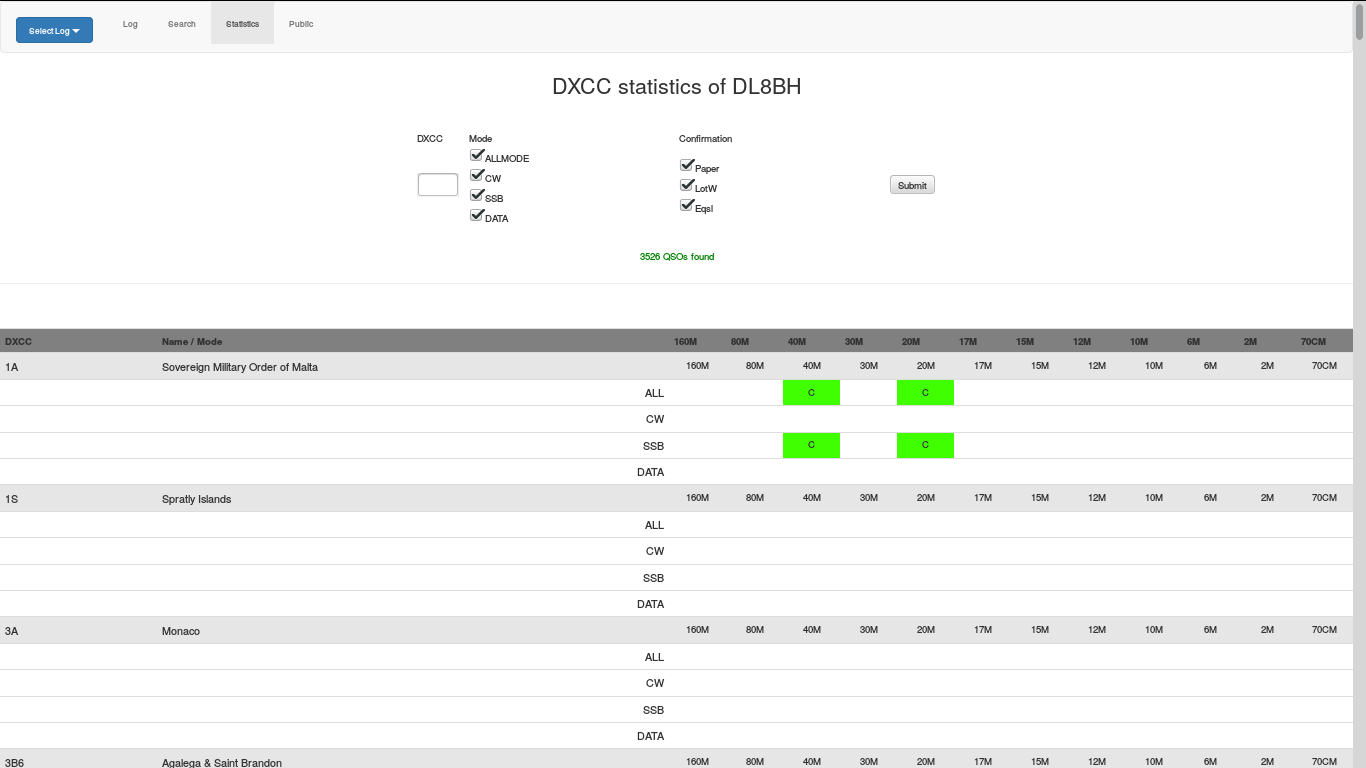 Select Log Log Search Statistics Public
DXCC statistics of DL8BH
DXCC Mode Confirmation
ALLMODE
CW
SSB
DATA
Paper
LotW
Eqsl
Submit
3526 QSOs found
DXCC Name / Mode 160M 80M 40M 30M 20M 17M 15M 12M 10M 6M 2M 70CM
1A Sovereign Military Order of Malta 160M 80M 40M 30M 20M 17M 15M 12M 10M 6M 2M 70CM
ALL C C
CW
SSB C C
DATA
1S Spratly Islands 160M 80M 40M 30M 20M 17M 15M 12M 10M 6M 2M 70CM
ALL
CW
SSB
DATA
3A Monaco 160M 80M 40M 30M 20M 17M 15M 12M 10M 6M 2M 70CM
ALL
CW
SSB
DATA
3B6 Agalega & Saint Brandon 160M 80M 40M 30M 20M 17M 15M 12M 10M 6M 2M 70CM